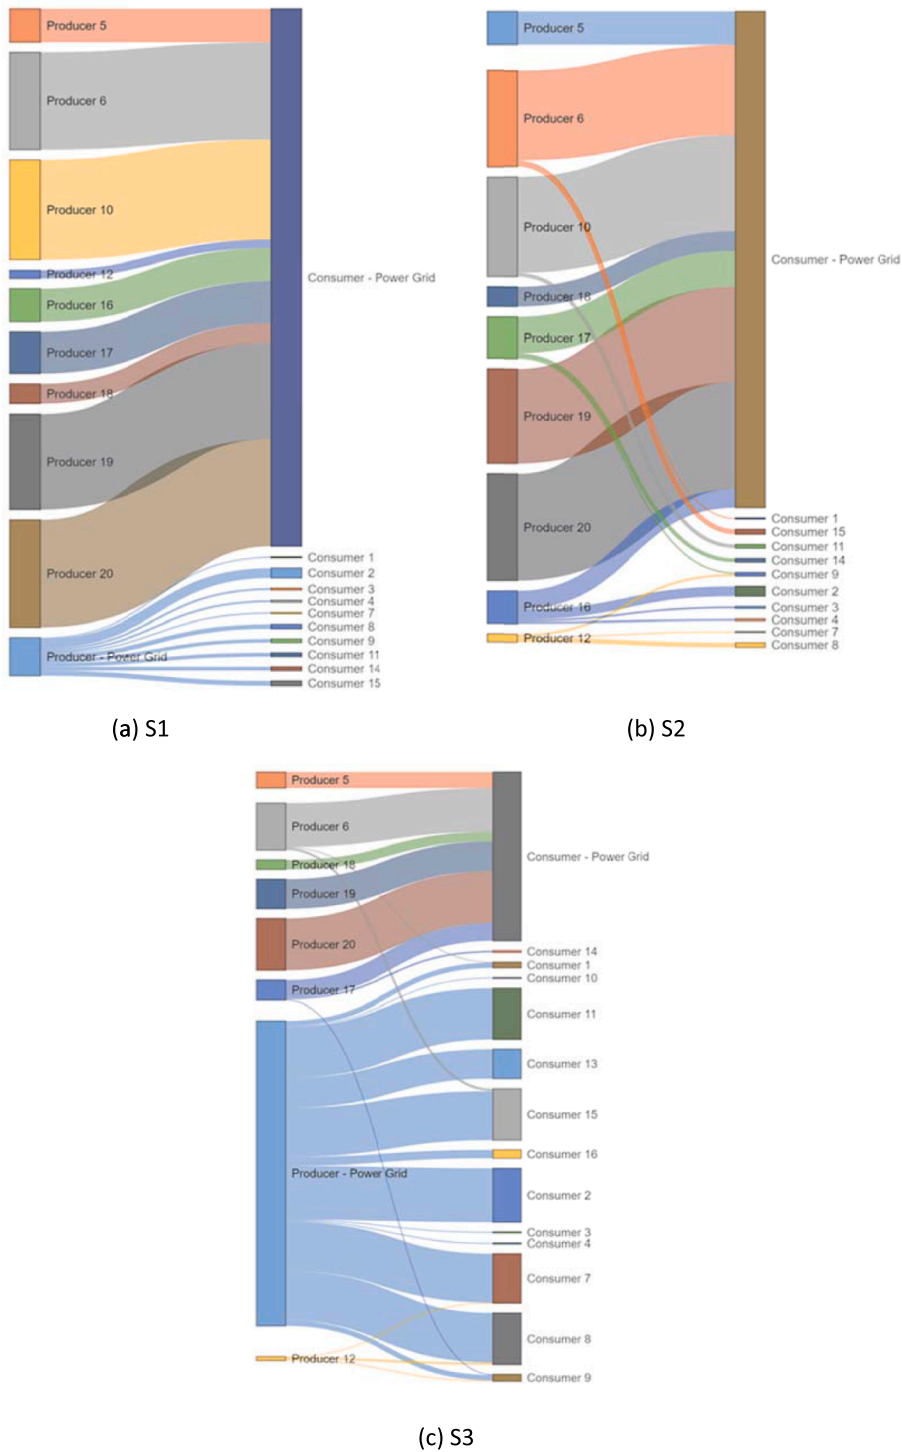 Producer 5
Producer 6
Producer 10
Producer 12
Producer 16
Producer 17
Producer 18
Producer 19
Producer 20
Producer - Power Grid
Consumer - Power Grid
Consumer 1
Consumer 2
Consumer 3
Consumer 4
Consumer 7
Consumer 8
Consumer 9
Consumer 11
Consumer 14
Consumer 15
(a) S1
Producer 5
Producer 6
Producer 10
Producer 18
Producer 17
Producer 19
Producer 20
Producer 16
Producer 12
Consumer - Power Grid
Consumer 1
Consumer 15
Consumer 11
Consumer 14
Consumer 9
Consumer 2
Consumer 3
Consumer 4
Consumer 7
Consumer 8
(b) S2
Producer 5
Producer 6
Producer 18
Producer 19
Producer 20
Producer 17
Producer - Power Grid
Producer 12
Consumer - Power Grid
Consumer 14
Consumer 1
Consumer 10
Consumer 11
Consumer 13
Consumer 15
Consumer 16
Consumer 2
Consumer 3
Consumer 4
Consumer 7
Consumer 8
Consumer 9
(c) S3